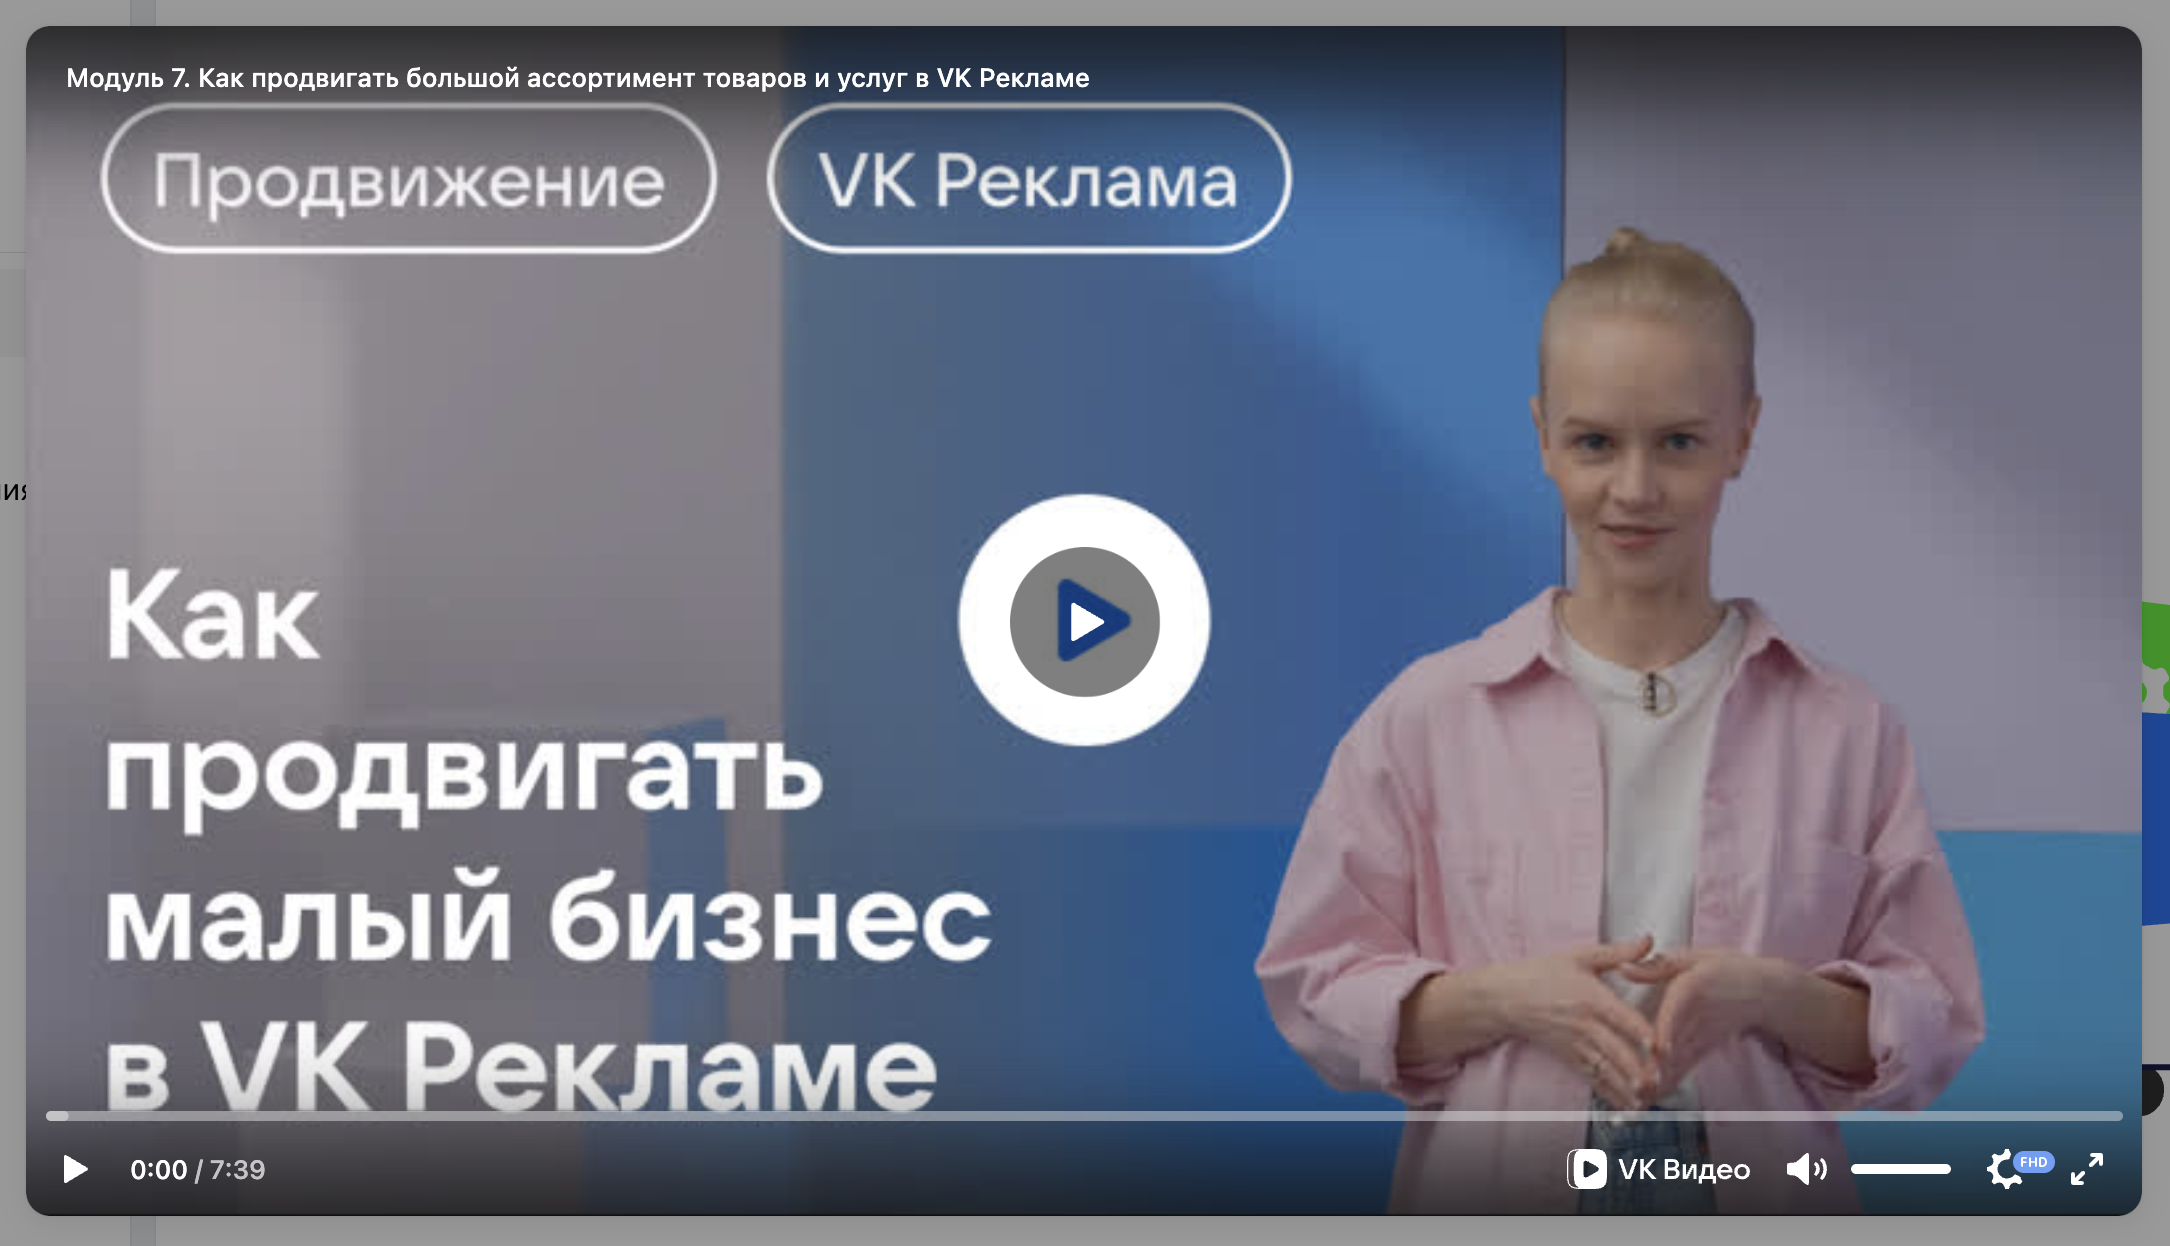 Модуль 7. Как продвигать большой ассортимент товаров и услуг в VK Рекламе
Продвижение
VK Реклама
Как
продвигать
малый бизнес
в VK Рекламе
0:00 / 7:39
VK Видео
FHD